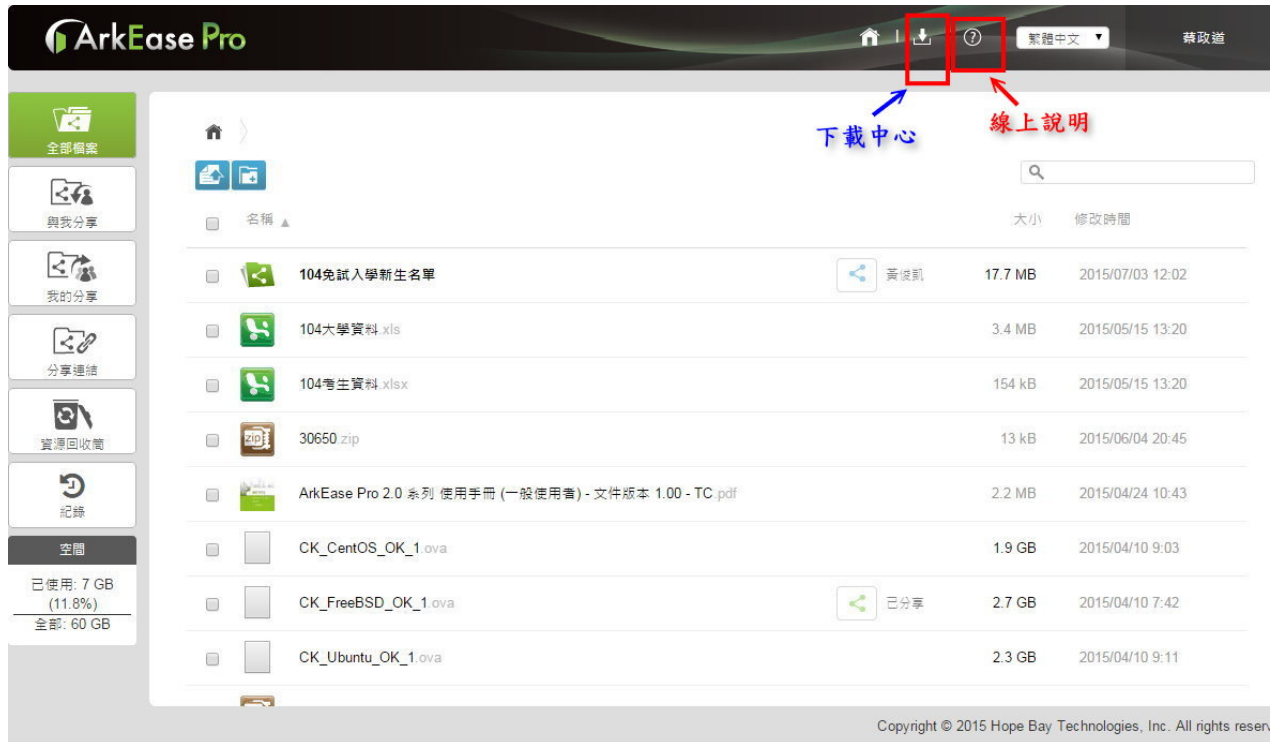 ArkEase Pro
繁體中文
蔡政道
下載中心
線上說明
全部檔案
與我分享
我的分享
分享連結
資源回收筒
紀錄
空間
已使用: 7 GB
(11.8%)
全部: 60 GB
名稱 大小 修改時間
104免試入學新生名單 黃俊凱 17.7 MB 2015/07/03 12:02
104大學資料.xls 3.4 MB 2015/05/15 13:20
104考生資料.xlsx 154 kB 2015/05/15 13:20
zip
30650.zip 13 kB 2015/06/04 20:45
ArkEase Pro 2.0 系列 使用手冊 (一般使用者) - 文件版本 1.00 - TC.pdf 2.2 MB 2015/04/24 10:43
CK_CentOS_OK_1.ova 1.9 GB 2015/04/10 9:03
CK_FreeBSD_OK_1.ova 已分享 2.7 GB 2015/04/10 7:42
CK_Ubuntu_OK_1.ova 2.3 GB 2015/04/10 9:11
Copyright © 2015 Hope Bay Technologies, Inc. All rights reserv